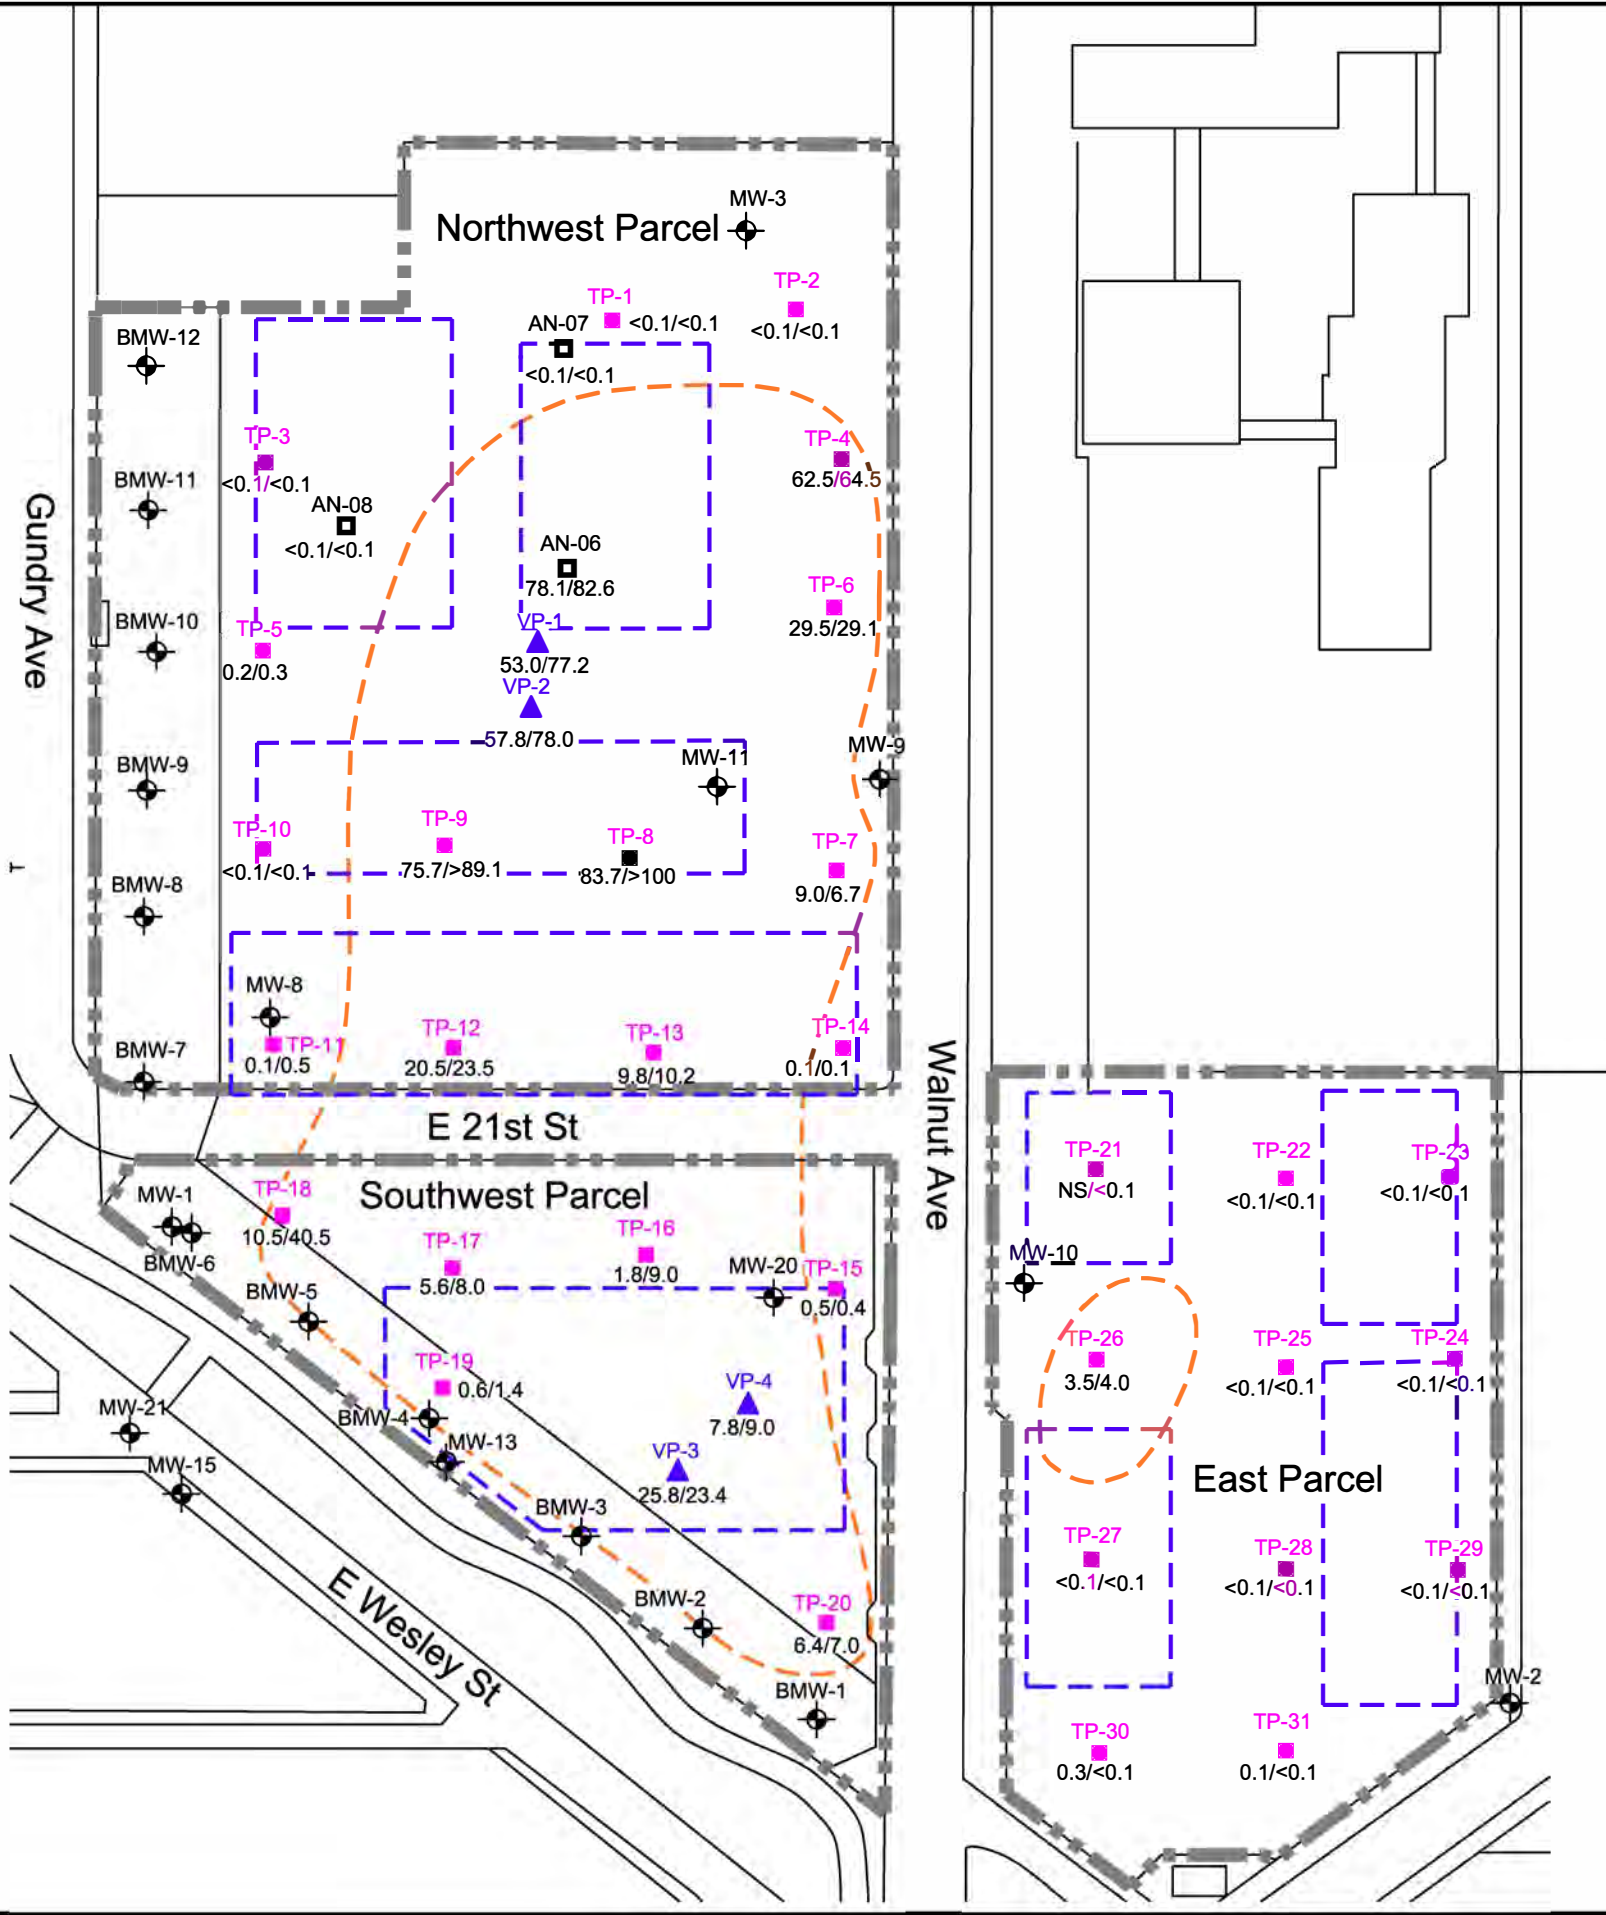 MW-3
Northwest Parcel
TP-2
TP-1
<0.1/<0.1
<0.1/<0.1
AN-07
<0.1/<0.1
BMW-12
TP-3
<0.1/<0.1
TP-4
62.5/64.5
BMW-11
AN-08
<0.1/<0.1
Gundry Ave
AN-06
78.1/82.6
TP-6
29.5/29.1
BMW-10
TP-5
0.2/0.3
VP-1
53.0/77.2
VP-2
57.8/78.0
MW-11
MW-9
BMW-9
TP-10
<0.1/<0.1
TP-9
75.7/>89.1
TP-8
83.7/>100
TP-7
9.0/6.7
BMW-8
MW-8
TP-11
0.1/0.5
TP-12
20.5/23.5
TP-13
9.8/10.2
TP-14
0.1/0.1
BMW-7
E 21st St
Walnut Ave
TP-21
NS/<0.1
TP-22
<0.1/<0.1
TP-23
<0.1/<0.1
MW-1
BMW-6
TP-18
10.5/40.5
Southwest Parcel
TP-17
5.6/8.0
TP-16
1.8/9.0
MW-20
TP-15
0.5/0.4
MW-10
BMW-5
TP-19
0.6/1.4
VP-4
7.8/9.0
TP-26
3.5/4.0
TP-25
<0.1/<0.1
TP-24
<0.1/<0.1
MW-21
BMW-4
MW-13
MW-15
VP-3
25.8/23.4
East Parcel
BMW-3
TP-27
<0.1/<0.1
TP-28
<0.1/<0.1
TP-29
<0.1/<0.1
E Wesley St
BMW-2
TP-20
6.4/7.0
BMW-1
MW-2
TP-30
0.3/<0.1
TP-31
0.1/<0.1